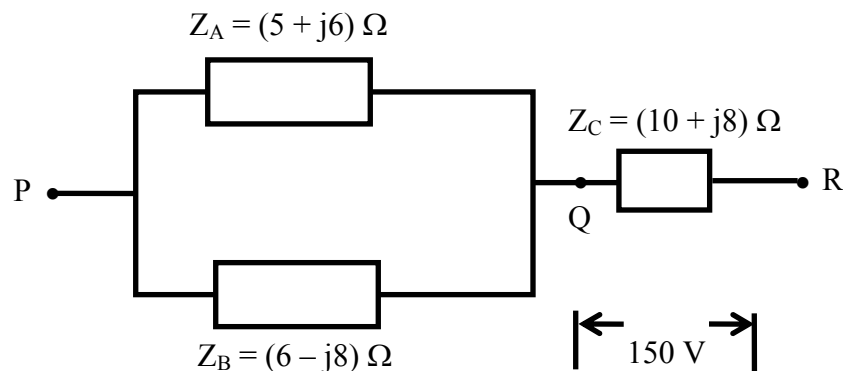 Z_A = (5 + j6) Ω
Z_C = (10 + j8) Ω
P
R
Q
Z_B = (6 – j8) Ω
150 V